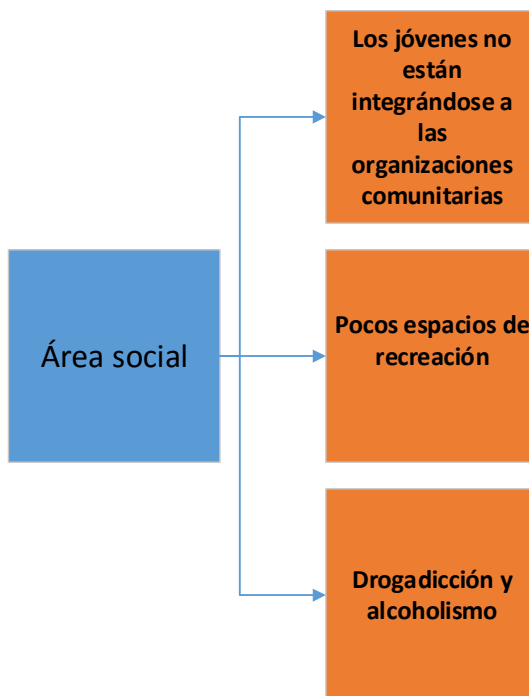 Los jóvenes no
están
integrándose a
las
organizaciones
comunitarias
Área social
Pocos espacios de
recreación
Drogadicción y
alcoholismo